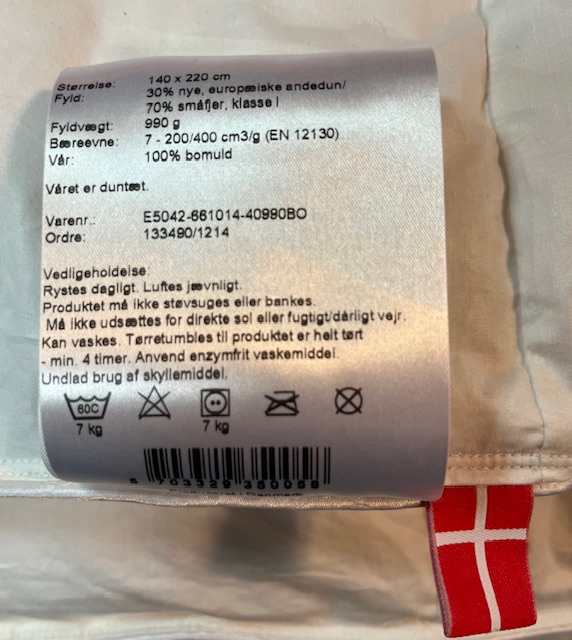 Størrelse: 140 x 220 cm
Fyld: 30% nye, europæiske andedun/
70% småfjer, klasse I
Fyldvægt: 990 g
Bæreevne: 7 - 200/400 cm3/g (EN 12130)
Vår: 100% bomuld
Våret er duntæt.
Varenr.: E5042-661014-40990BO
Ordre: 133490/1214
Vedligeholdelse:
Rystes dagligt. Luftes jævnligt.
Produktet må ikke støvsuges eller bankes.
Må ikke udsættes for direkte sol eller fugtigt/dårligt vejr.
Kan vaskes. Tørretumbles til produktet er helt tørt
- min. 4 timer. Anvend enzymfrit vaskemiddel.
Undlad brug af skyllemiddel.
60C
7 kg 7 kg
5 703329 350058
i Danmark